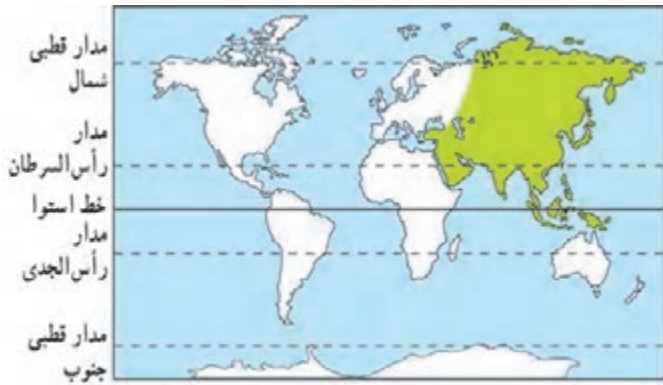 مدار قطبی
شمال
مدار
رأس‌السرطان
خط استوا
مدار
رأس‌الجدی
مدار قطبی
جنوب